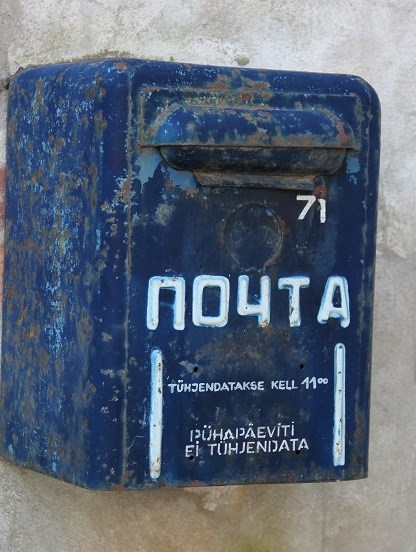 71
ПОЧТА
TÜHJENDATAKSE KELL 11⁰⁰
PÜHAPÄEVITI
EI TÜHJENDATA